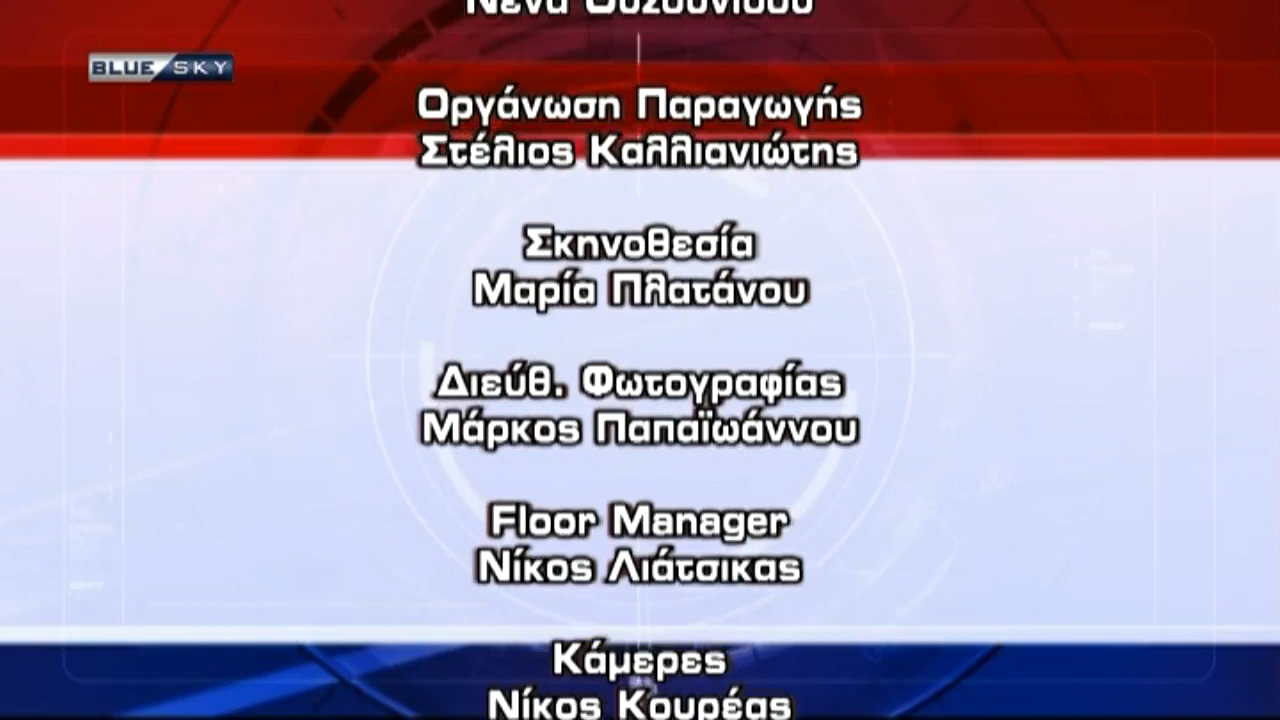 Νένα
BLUE SKY
Οργάνωση Παραγωγής
Στέλιος Καλλιανιώτης
Σκηνοθεσία
Μαρία Πλατάνου
Διεύθ. Φωτογραφίας
Μάρκος Παπαϊωάννου
Floor Manager
Νίκος Λιάτσικας
Κάμερες
Νίκος Κουρέας